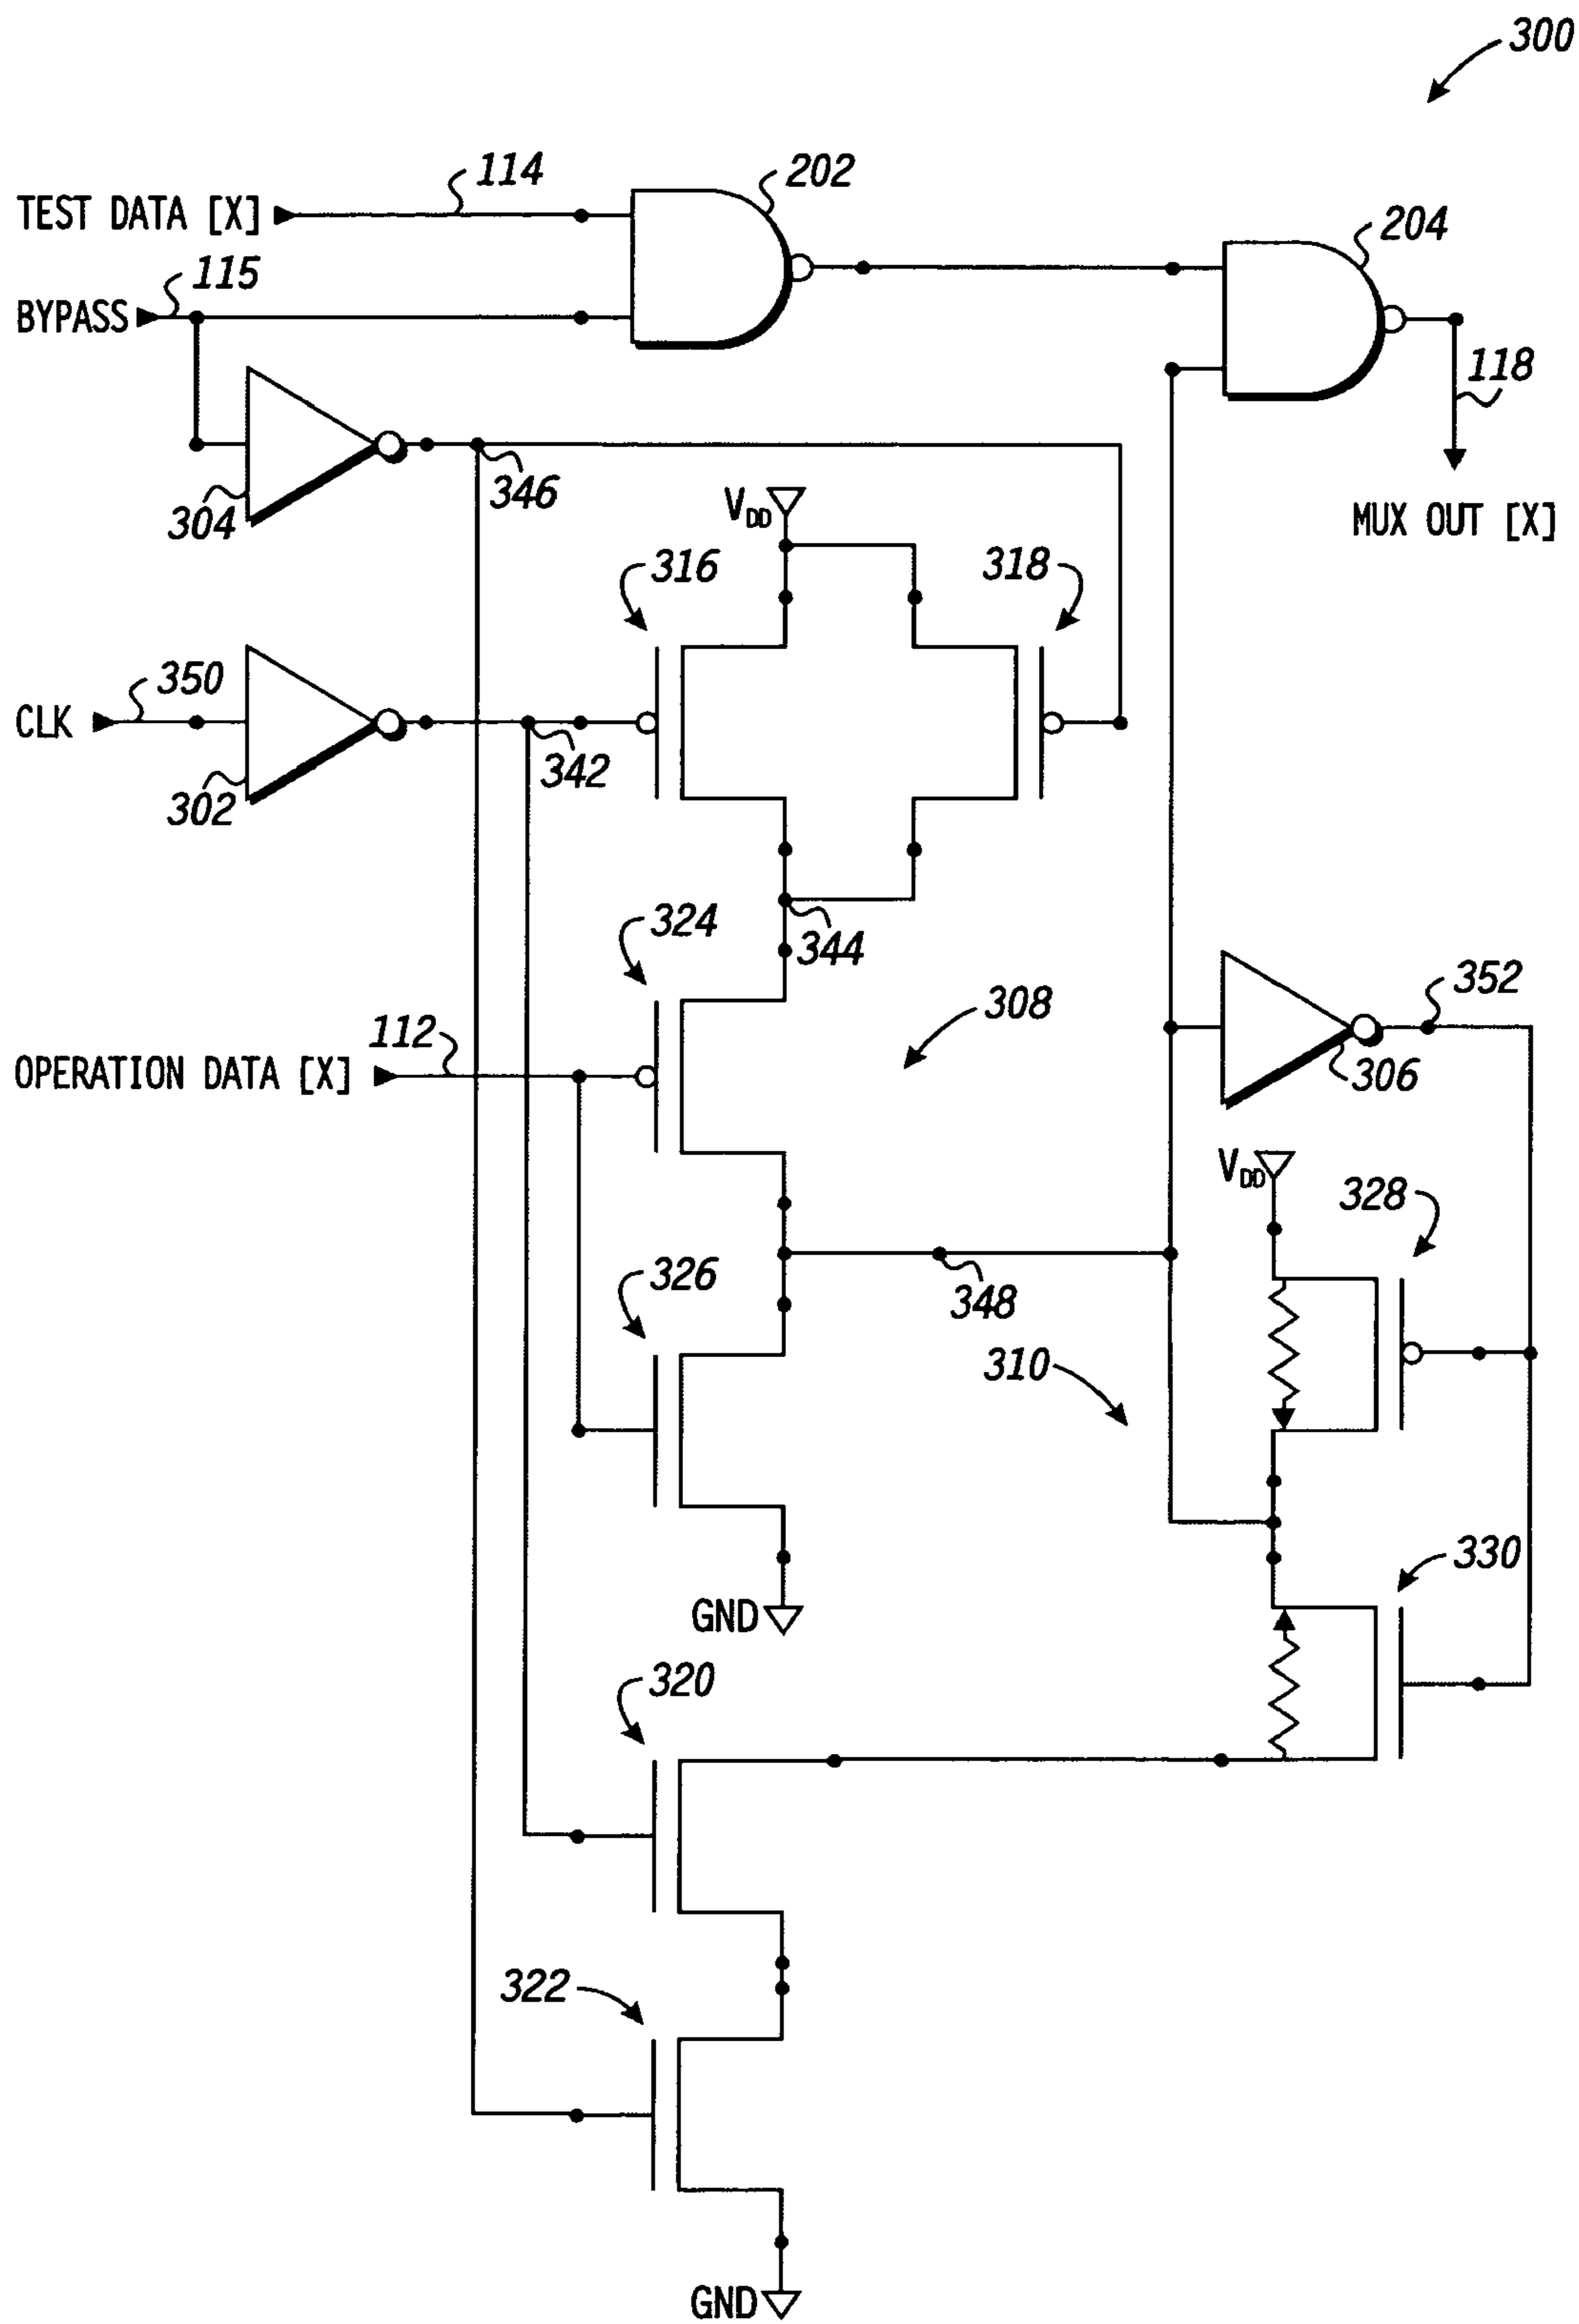 300
114
202
TEST DATA [X]
204
115
BYPASS
118
346
304
VDD
MUX OUT [X]
316
318
350
CLK
342
302
324
344
352
308
112
OPERATION DATA [X]
306
VDD
328
326
348
310
330
GND
320
322
GND